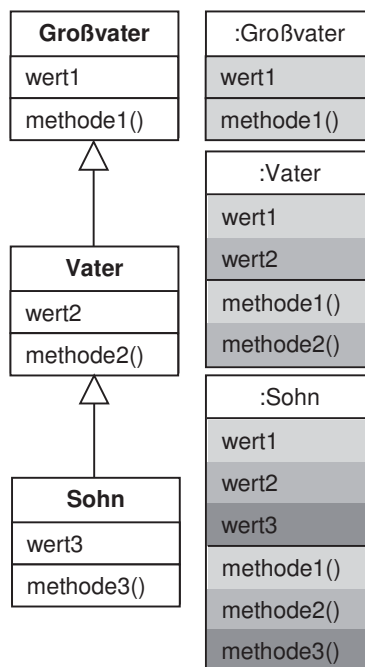 Großvater
wert1
methode1()
Vater
wert2
methode2()
Sohn
wert3
methode3()
:Großvater
wert1
methode1()
:Vater
wert1
wert2
methode1()
methode2()
:Sohn
wert1
wert2
wert3
methode1()
methode2()
methode3()